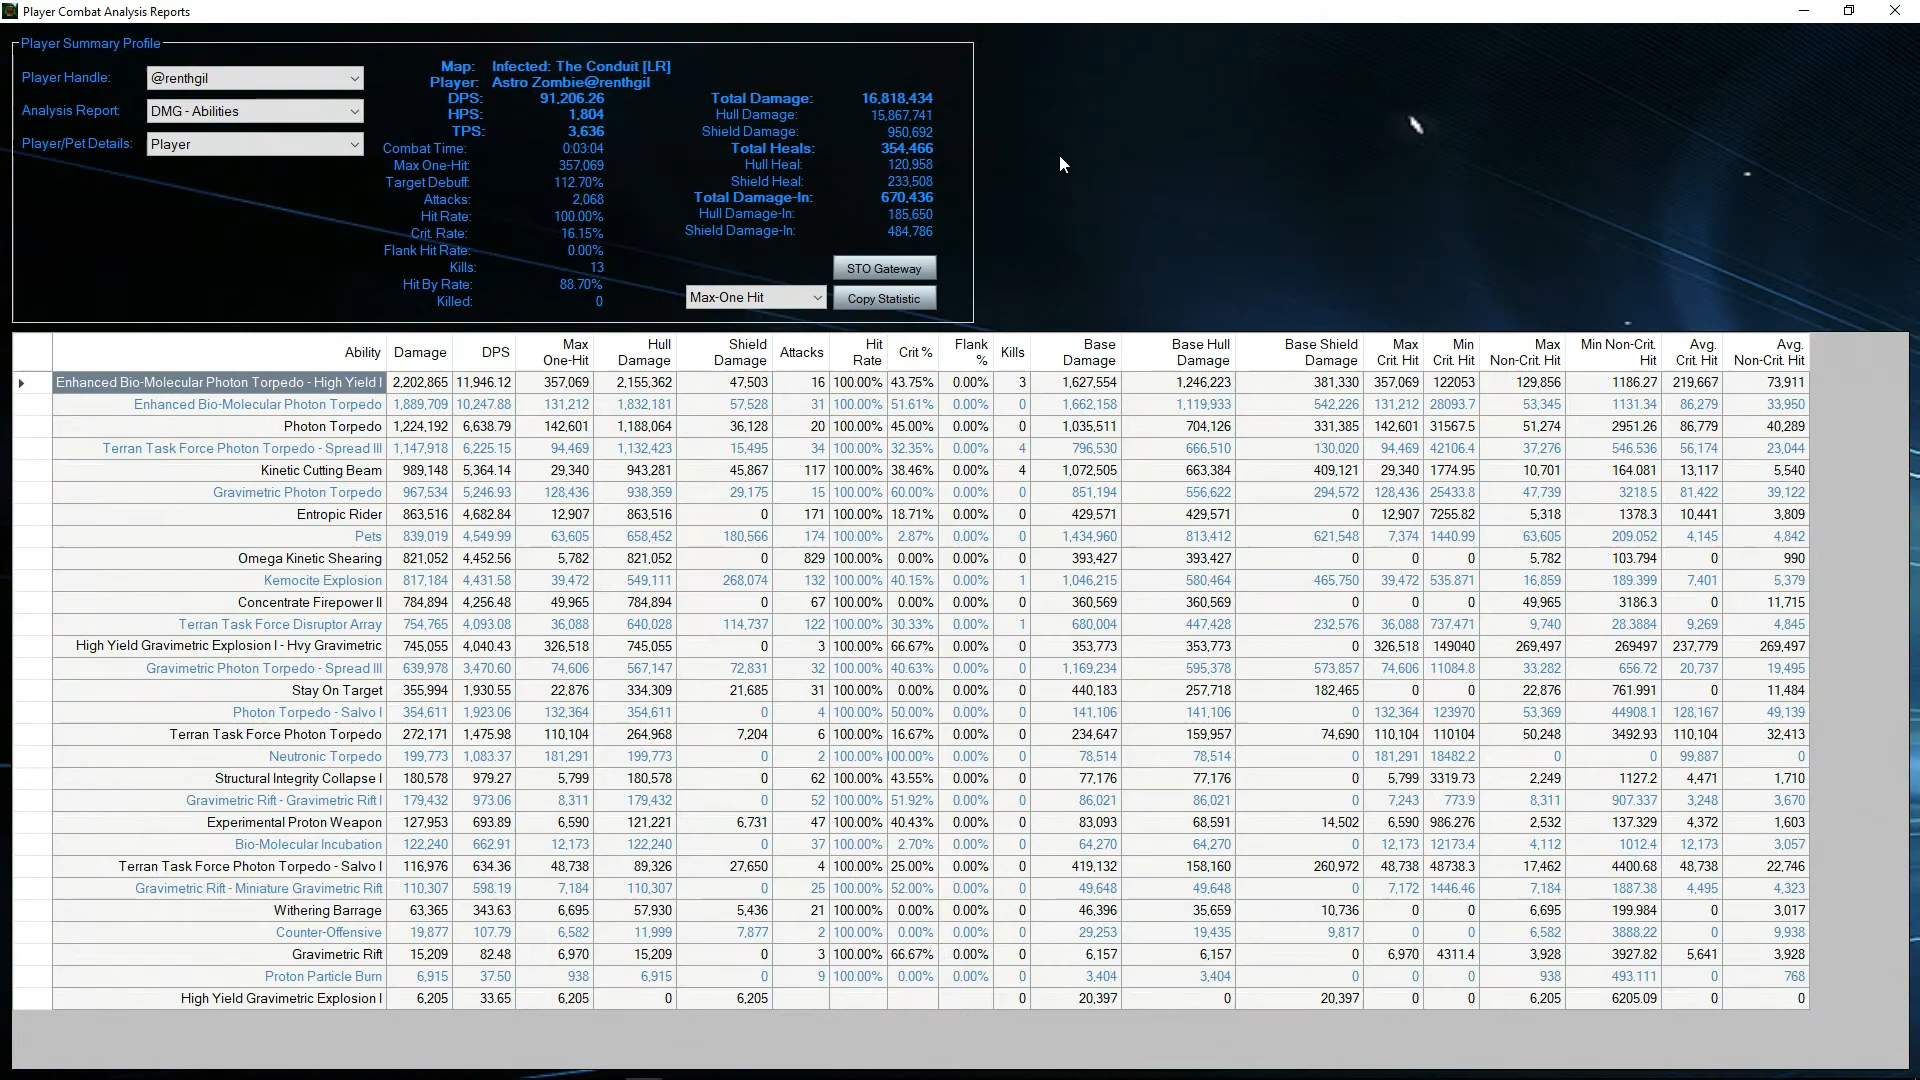 Player Combat Analysis Reports
Player Summary Profile
Player Handle: @renthgil
Analysis Report: DMG - Abilities
Player/Pet Details: Player
Map: Infected: The Conduit [LR]
Player: Astro Zombie@renthgil
DPS: 91,206.26
HPS: 1,804
TPS: 3,636
Combat Time: 0:03:04
Max One-Hit: 357,069
Target Debuff: 112.70%
Attacks: 2,068
Hit Rate: 100.00%
Crit. Rate: 16.15%
Flank Hit Rate: 0.00%
Kills: 13
Hit By Rate: 88.70%
Killed: 0
Total Damage: 16,818,434
Hull Damage: 15,867,741
Shield Damage: 950,692
Total Heals: 354,466
Hull Heal: 120,958
Shield Heal: 233,508
Total Damage-In: 670,436
Hull Damage-In: 185,650
Shield Damage-In: 484,786
STO Gateway
Max-One Hit Copy Statistic
Ability Damage DPS Max One-Hit Hull Damage Shield Damage Attacks Hit Rate Crit % Flank % Kills Base Damage Base Hull Damage Base Shield Damage Max Crit. Hit Min Crit. Hit Max Non-Crit. Hit Min Non-Crit. Hit Avg. Crit. Hit Avg. Non-Crit. Hit
Enhanced Bio-Molecular Photon Torpedo - High Yield I 2,202,865 11,946.12 357,069 2,155,362 47,503 16 100.00% 43.75% 0.00% 3 1,627,554 1,246,223 381,330 357,069 122053 129,856 1186.27 219,667 73,911
Enhanced Bio-Molecular Photon Torpedo 1,889,709 10,247.88 131,212 1,832,181 57,528 31 100.00% 51.61% 0.00% 0 1,662,158 1,119,933 542,226 131,212 28093.7 53,345 1131.34 86,279 33,950
Photon Torpedo 1,224,192 6,638.79 142,601 1,188,064 36,128 20 100.00% 45.00% 0.00% 0 1,035,511 704,126 331,385 142,601 31567.5 51,274 2951.26 86,779 40,289
Terran Task Force Photon Torpedo - Spread III 1,147,918 6,225.15 94,469 1,132,423 15,495 34 100.00% 32.35% 0.00% 4 796,530 666,510 130,020 94,469 42106.4 37,276 546.536 56,174 23,044
Kinetic Cutting Beam 989,148 5,364.14 29,340 943,281 45,867 117 100.00% 38.46% 0.00% 4 1,072,505 663,384 409,121 29,340 1774.95 10,701 164.081 13,117 5,540
Gravimetric Photon Torpedo 967,534 5,246.93 128,436 938,359 29,175 15 100.00% 60.00% 0.00% 0 851,194 556,622 294,572 128,436 25433.8 47,739 3218.5 81,422 39,122
Entropic Rider 863,516 4,682.84 12,907 863,516 0 171 100.00% 18.71% 0.00% 0 429,571 429,571 0 12,907 7255.82 5,318 1378.3 10,441 3,809
Pets 839,019 4,549.99 63,605 658,452 180,566 174 100.00% 2.87% 0.00% 0 1,434,960 813,412 621,548 7,374 1440.99 63,605 209.052 4,145 4,842
Omega Kinetic Shearing 821,052 4,452.56 5,782 821,052 0 829 100.00% 0.00% 0.00% 0 393,427 393,427 0 0 0 5,782 103.794 0 990
Kemocite Explosion 817,184 4,431.58 39,472 549,111 268,074 132 100.00% 40.15% 0.00% 1 1,046,215 580,464 465,750 39,472 535.871 16,859 189.399 7,401 5,379
Concentrate Firepower II 784,894 4,256.48 49,965 784,894 0 67 100.00% 0.00% 0.00% 0 360,569 360,569 0 0 0 49,965 3186.3 0 11,715
Terran Task Force Disruptor Array 754,765 4,093.08 36,088 640,028 114,737 122 100.00% 30.33% 0.00% 1 680,004 447,428 232,576 36,088 737.471 9,740 28.3884 9,269 4,845
High Yield Gravimetric Explosion I - Hvy Gravimetric 745,055 4,040.43 326,518 745,055 0 3 100.00% 66.67% 0.00% 0 353,773 353,773 0 326,518 149040 269,497 269497 237,779 269,497
Gravimetric Photon Torpedo - Spread III 639,978 3,470.60 74,606 567,147 72,831 32 100.00% 40.63% 0.00% 0 1,169,234 595,378 573,857 74,606 11084.8 33,282 656.72 20,737 19,495
Stay On Target 355,994 1,930.55 22,876 334,309 21,685 31 100.00% 0.00% 0.00% 0 440,183 257,718 182,465 0 0 22,876 761.991 0 11,484
Photon Torpedo - Salvo I 354,611 1,923.06 132,364 354,611 0 4 100.00% 50.00% 0.00% 0 141,106 141,106 0 132,364 123970 53,369 44908.1 128,167 49,139
Terran Task Force Photon Torpedo 272,171 1,475.98 110,104 264,968 7,204 6 100.00% 16.67% 0.00% 0 234,647 159,957 74,690 110,104 110104 50,248 3492.93 110,104 32,413
Neutronic Torpedo 199,773 1,083.37 181,291 199,773 0 2 100.00% 100.00% 0.00% 0 78,514 78,514 0 181,291 18482.2 0 0 99,887 0
Structural Integrity Collapse I 180,578 979.27 5,799 180,578 0 62 100.00% 43.55% 0.00% 0 77,176 77,176 0 5,799 3319.73 2,249 1127.2 4,471 1,710
Gravimetric Rift - Gravimetric Rift I 179,432 973.06 8,311 179,432 0 52 100.00% 51.92% 0.00% 0 86,021 86,021 0 7,243 773.9 8,311 907.337 3,248 3,670
Experimental Proton Weapon 127,953 693.89 6,590 121,221 6,731 47 100.00% 40.43% 0.00% 0 83,093 68,591 14,502 6,590 986.276 2,532 137.329 4,372 1,603
Bio-Molecular Incubation 122,240 662.91 12,173 122,240 0 37 100.00% 2.70% 0.00% 0 64,270 64,270 0 12,173 12173.4 4,112 1012.4 12,173 3,057
Terran Task Force Photon Torpedo - Salvo I 116,976 634.36 48,738 89,326 27,650 4 100.00% 25.00% 0.00% 0 419,132 158,160 260,972 48,738 48738.3 17,462 4400.68 48,738 22,746
Gravimetric Rift - Miniature Gravimetric Rift 110,307 598.19 7,184 110,307 0 25 100.00% 52.00% 0.00% 0 49,648 49,648 0 7,172 1446.46 7,184 1887.38 4,495 4,323
Withering Barrage 63,365 343.63 6,695 57,930 5,436 21 100.00% 0.00% 0.00% 0 46,396 35,659 10,736 0 0 6,695 199.984 0 3,017
Counter-Offensive 19,877 107.79 6,582 11,999 7,877 2 100.00% 0.00% 0.00% 0 29,253 19,435 9,817 0 0 6,582 3888.22 0 9,938
Gravimetric Rift 15,209 82.48 6,970 15,209 0 3 100.00% 66.67% 0.00% 0 6,157 6,157 0 6,970 4311.4 3,928 3927.82 5,641 3,928
Proton Particle Burn 6,915 37.50 938 6,915 0 9 100.00% 0.00% 0.00% 0 3,404 3,404 0 0 0 938 493.111 0 768
High Yield Gravimetric Explosion I 6,205 33.65 6,205 0 6,205 0 20,397 0 20,397 0 0 6,205 6205.09 0 0